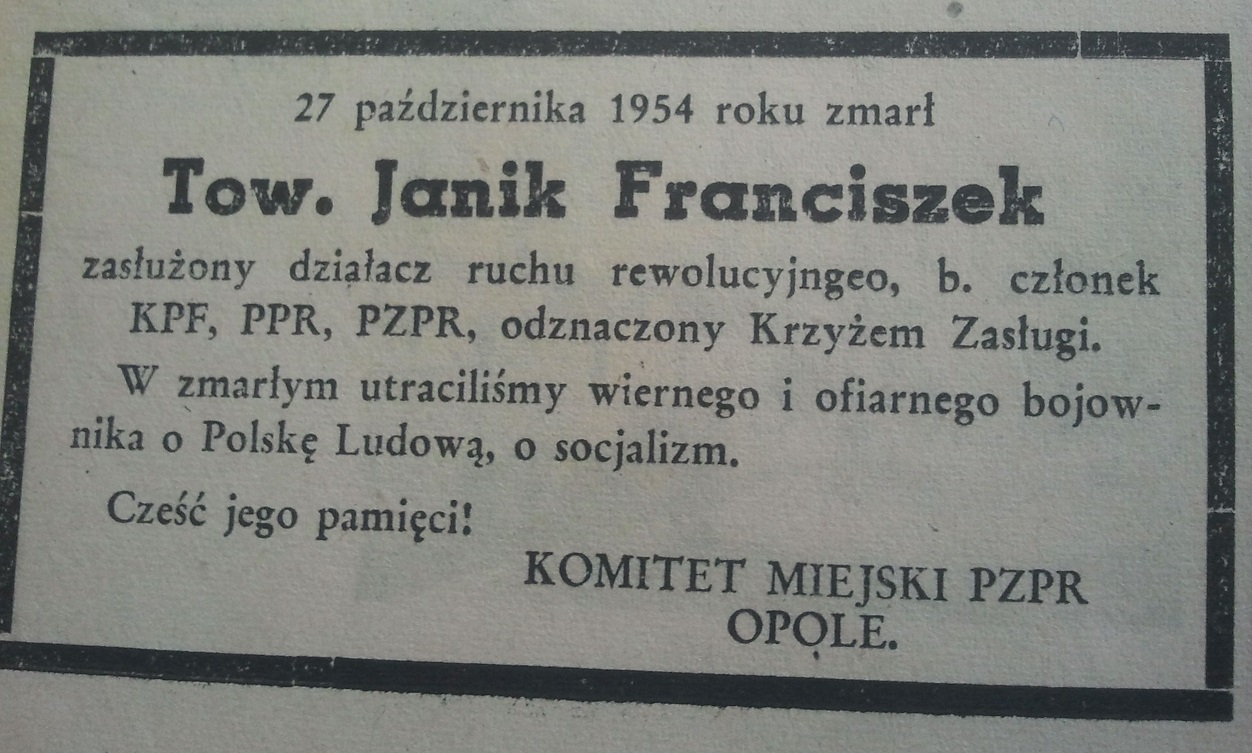 27 października 1954 roku zmarł
Tow. Janik Franciszek
zasłużony działacz ruchu rewolucyjngeo, b. członek
KPF, PPR, PZPR, odznaczony Krzyżem Zasługi.
W zmarłym utraciliśmy wiernego i ofiarnego bojow-
nika o Polskę Ludową, o socjalizm.
Cześć jego pamięci!
KOMITET MIEJSKI PZPR
OPOLE.